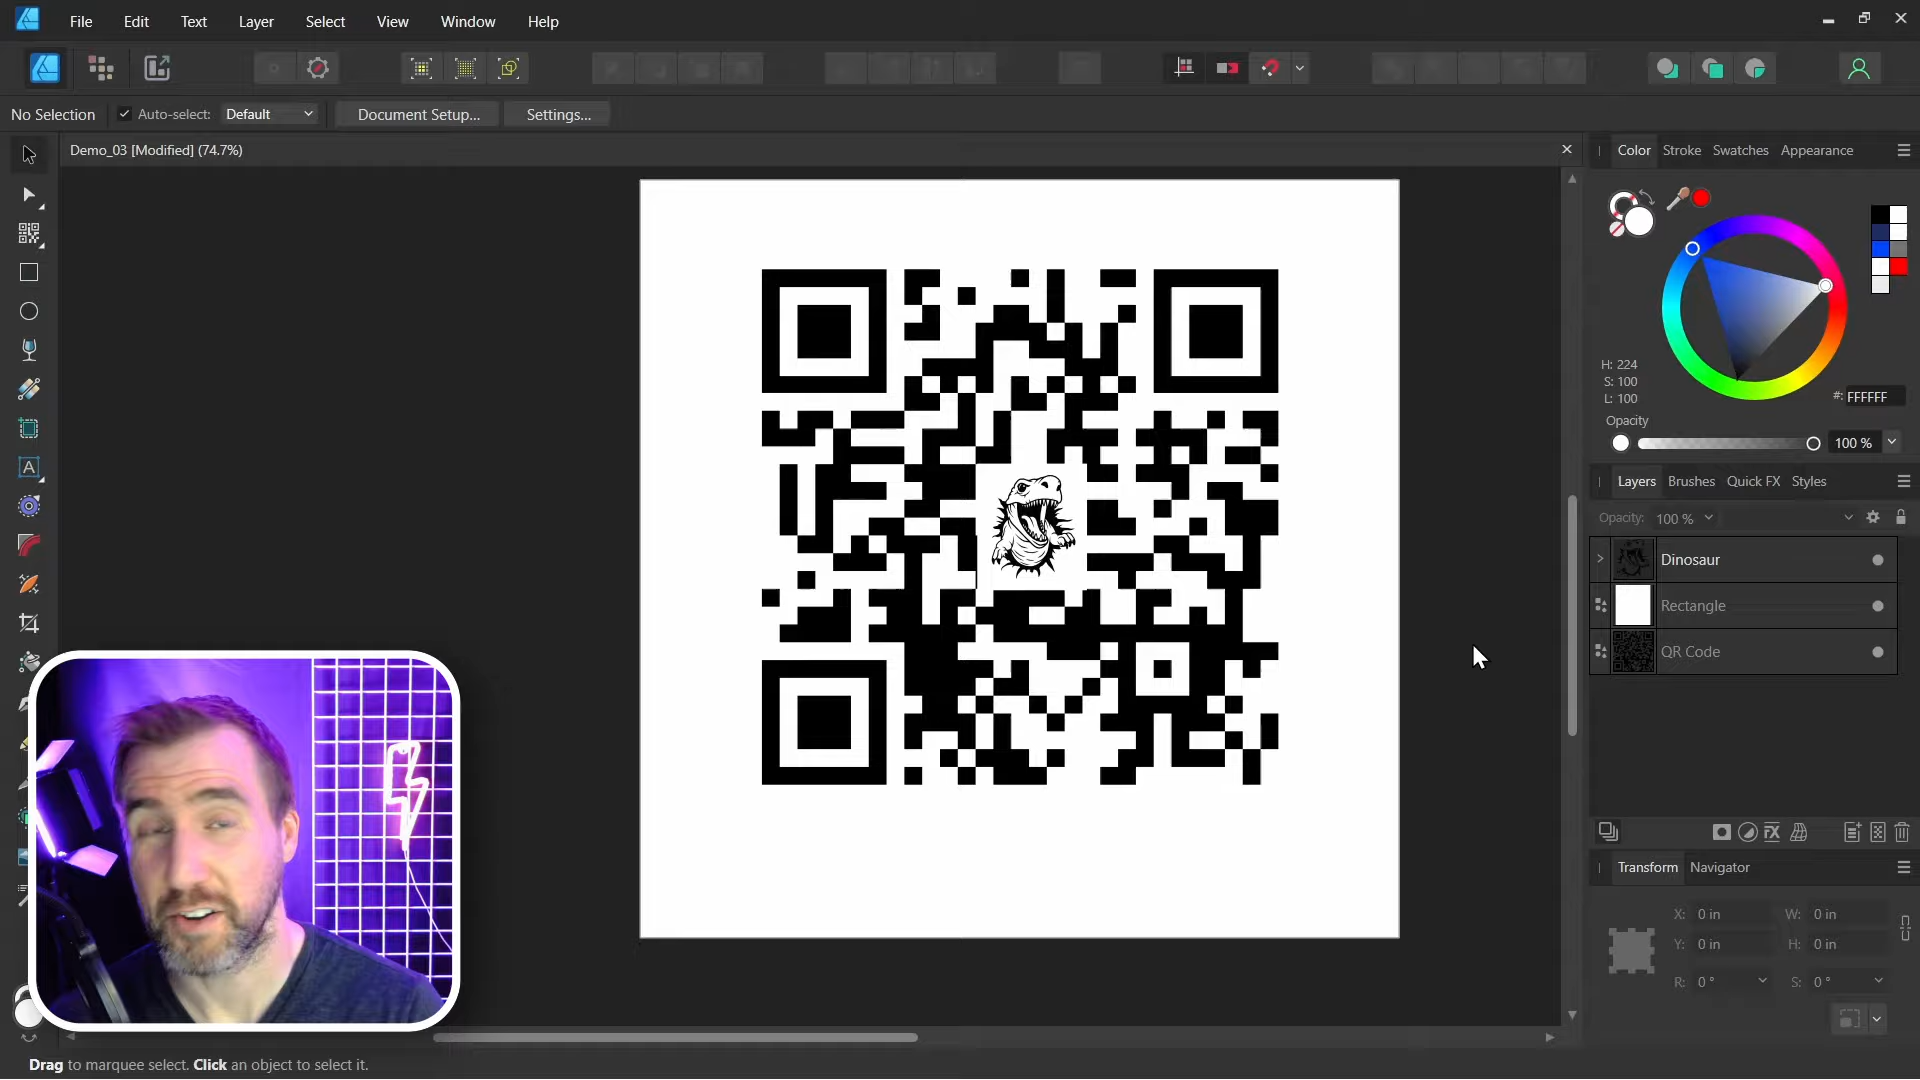 File Edit Text Layer Select View Window Help
No Selection Auto-select: Default Document Setup... Settings...
Demo_03 [Modified] (74.7%)
Color Stroke Swatches Appearance
H: 224
S: 100
L: 100
#: FFFFFF
Opacity
100 %
Layers Brushes Quick FX Styles
Opacity: 100 %
Dinosaur
Rectangle
QR Code
Transform Navigator
X: 0 in W: 0 in
Y: 0 in H: 0 in
R: 0 ° S: 0 °
Drag to marquee select. Click an object to select it.